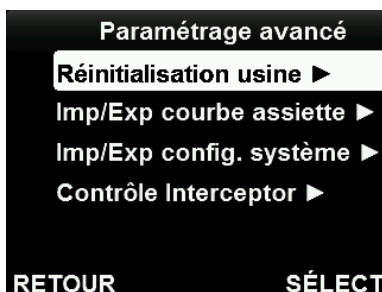 Paramétrage avancé
Réinitialisation usine ►
Imp/Exp courbe assiette ►
Imp/Exp config. système ►
Contrôle Interceptor ►
RETOUR SÉLECT